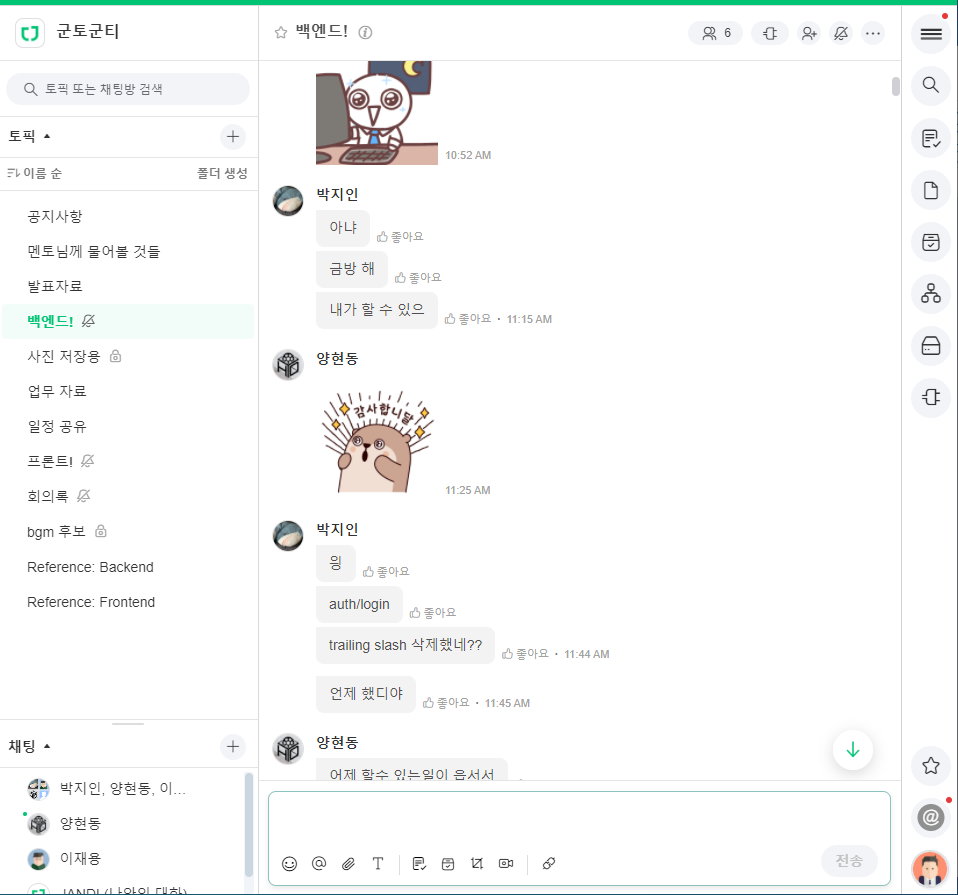 군토군티
토픽 또는 채팅방 검색
토픽
이름 순 폴더 생성
공지사항
멘토님께 물어볼 것들
발표자료
백엔드!
사진 저장용
업무 자료
일정 공유
프론트!
회의록
bgm 후보
Reference: Backend
Reference: Frontend
채팅
박지인, 양현동, 이...
양현동
이재용
JANDI (나와의 대화)
백엔드!
6
10:52 AM
박지인
아냐
좋아요
금방 해
좋아요
내가 할 수 있으
좋아요 · 11:15 AM
양현동
감사합니달
11:25 AM
박지인
읭
좋아요
auth/login
좋아요
trailing slash 삭제했네??
좋아요 · 11:44 AM
언제 했디야
좋아요 · 11:45 AM
양현동
어제 할수 있는일이 읍서서
전송